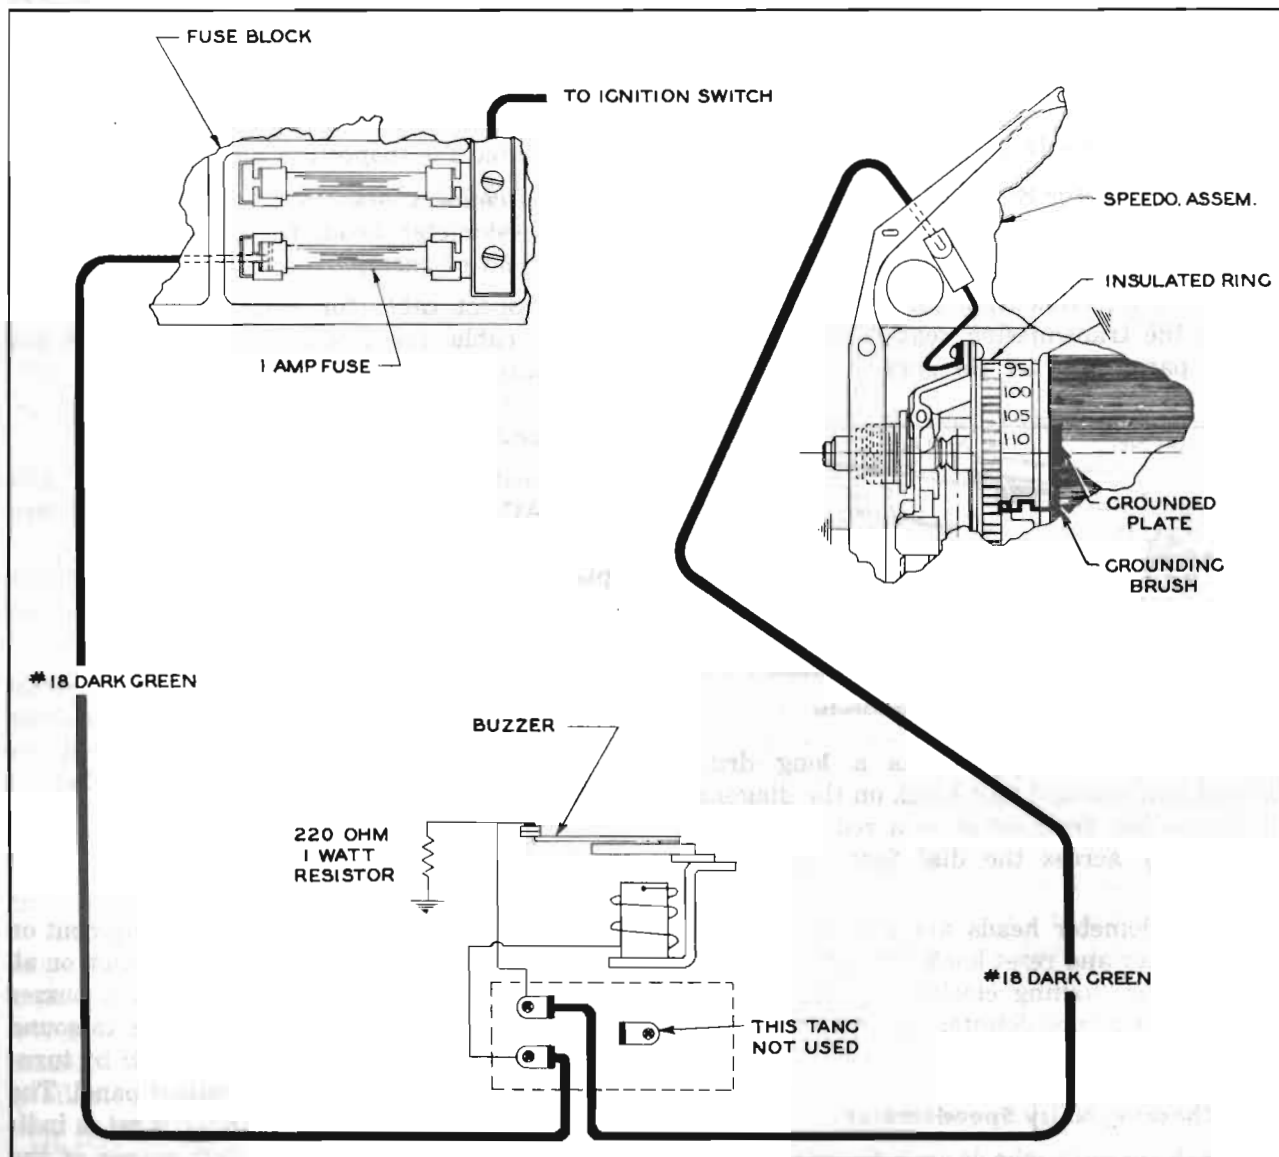 FUSE BLOCK
TO IGNITION SWITCH
SPEEDO. ASSEM.
INSULATED RING
1 AMP FUSE
95
100
105
110
GROUNDED
PLATE
GROUNDING
BRUSH
#18 DARK GREEN
BUZZER
220 OHM
1 WATT
RESISTOR
#18 DARK GREEN
THIS TANG
NOT USED